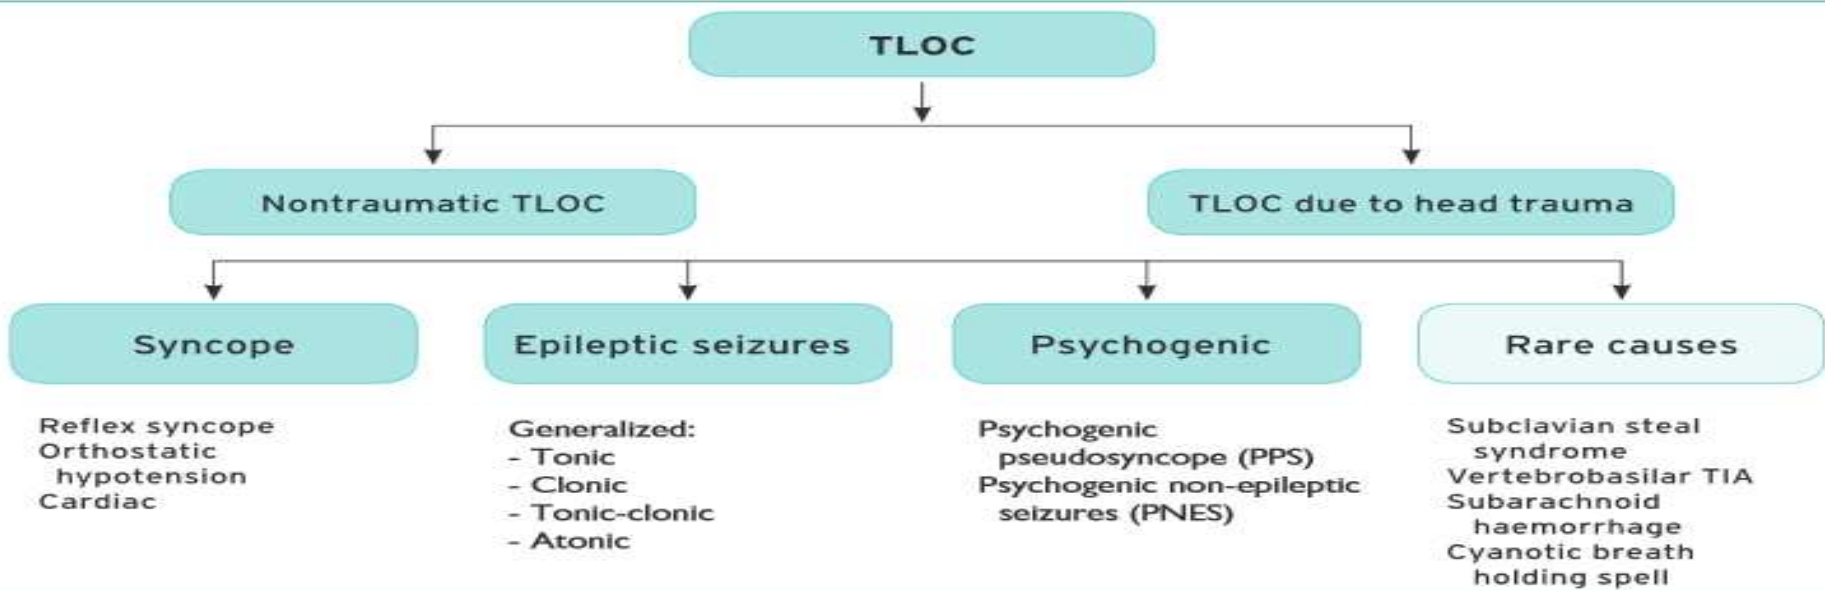 TLOC
Nontraumatic TLOC
TLOC due to head trauma
Syncope
Epileptic seizures
Psychogenic
Rare causes
Reflex syncope
Orthostatic
hypotension
Cardiac
Generalized:
- Tonic
- Clonic
- Tonic-clonic
- Atonic
Psychogenic
pseudosyncope (PPS)
Psychogenic non-epileptic
seizures (PNES)
Subclavian steal
syndrome
Vertebrobasilar TIA
Subarachnoid
haemorrhage
Cyanotic breath
holding spell